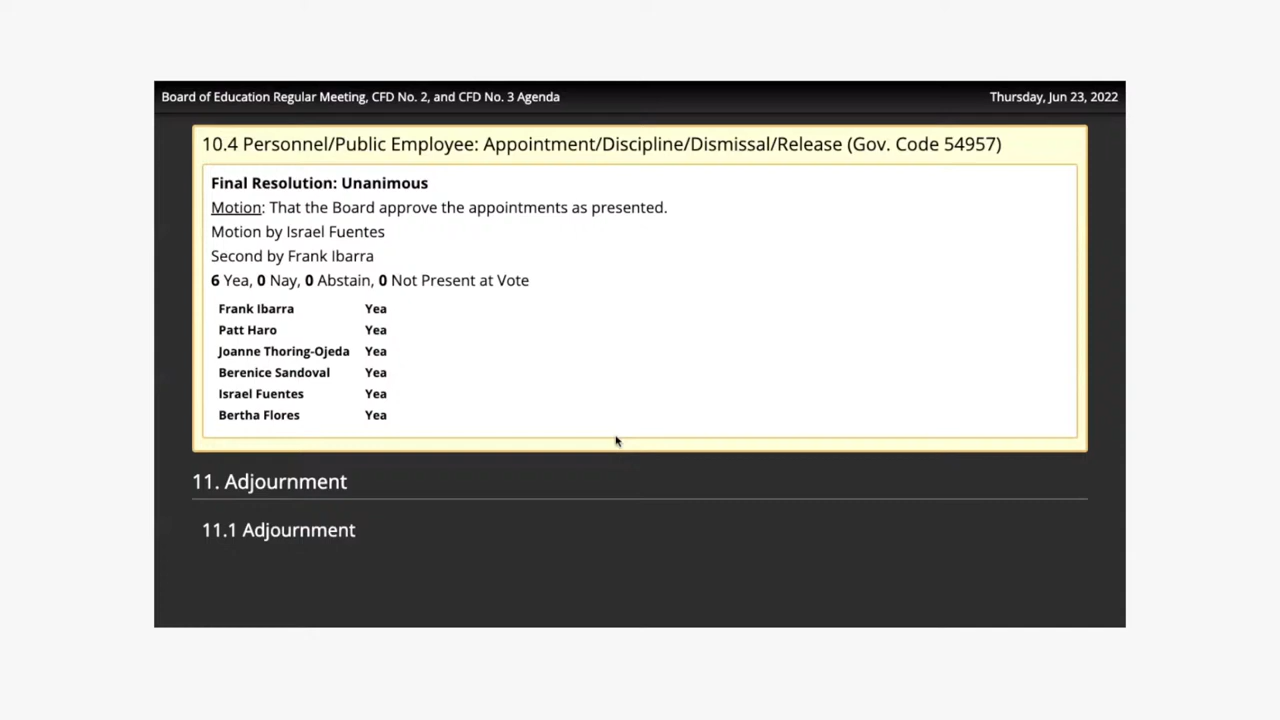 Board of Education Regular Meeting, CFD No. 2, and CFD No. 3 Agenda
Thursday, Jun 23, 2022
10.4 Personnel/Public Employee: Appointment/Discipline/Dismissal/Release (Gov. Code 54957)
Final Resolution: Unanimous
Motion: That the Board approve the appointments as presented.
Motion by Israel Fuentes
Second by Frank Ibarra
6 Yea, 0 Nay, 0 Abstain, 0 Not Present at Vote
Frank Ibarra Yea
Patt Haro Yea
Joanne Thoring-Ojeda Yea
Berenice Sandoval Yea
Israel Fuentes Yea
Bertha Flores Yea
11. Adjournment
11.1 Adjournment